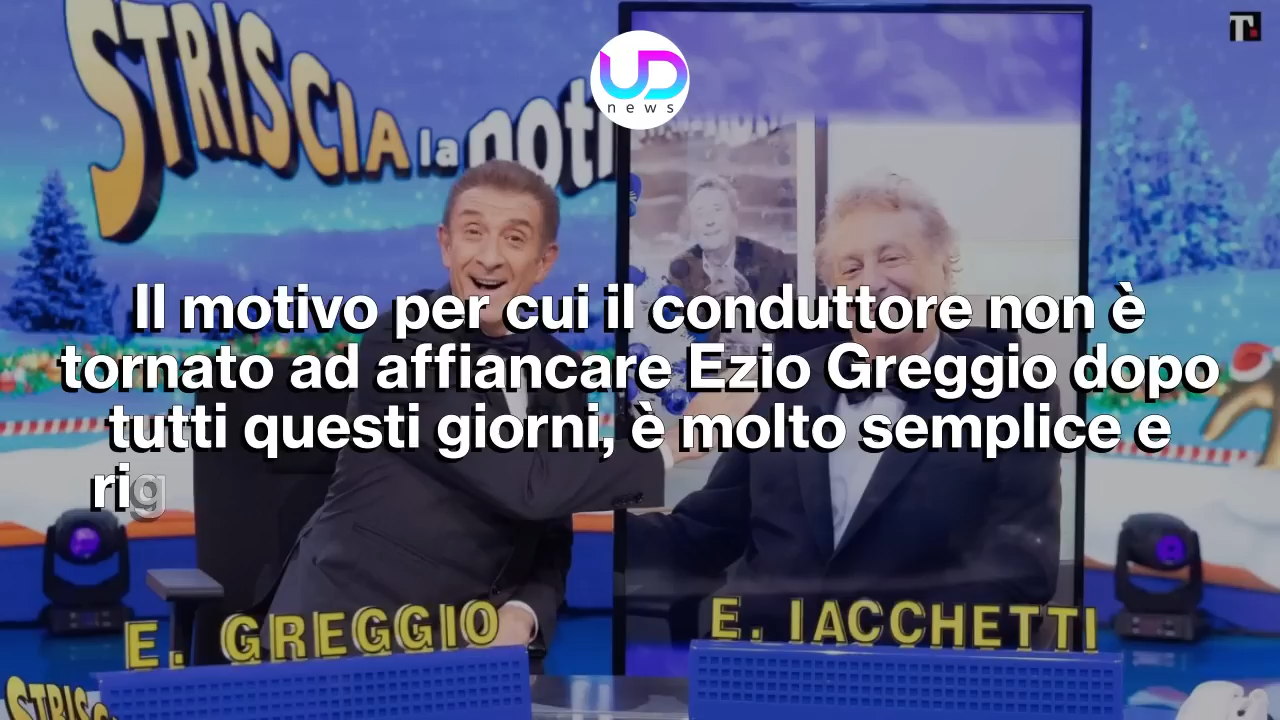 STRISCIA la noti
UD
news
T.
Il motivo per cui il conduttore non è
tornato ad affiancare Ezio Greggio dopo
tutti questi giorni, è molto semplice e
rig
E. GREGGIO
E. IACCHETTI
STRISC